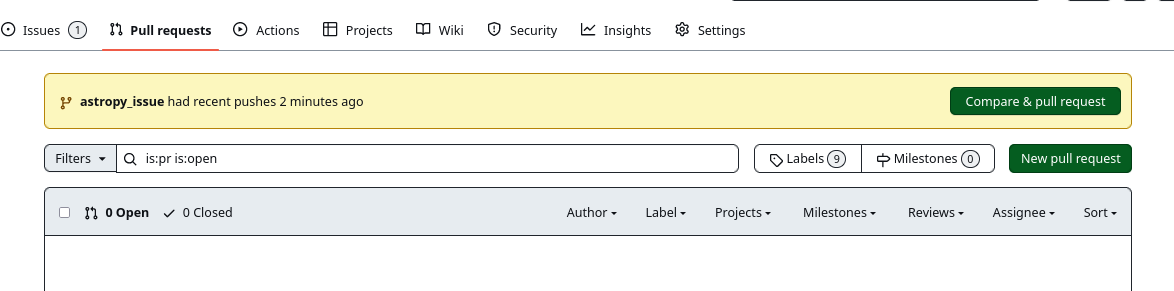 Issues 1 Pull requests Actions Projects Wiki Security Insights Settings
astropy_issue had recent pushes 2 minutes ago Compare & pull request
Filters is:pr is:open Labels 9 Milestones 0 New pull request
0 Open 0 Closed Author Label Projects Milestones Reviews Assignee Sort